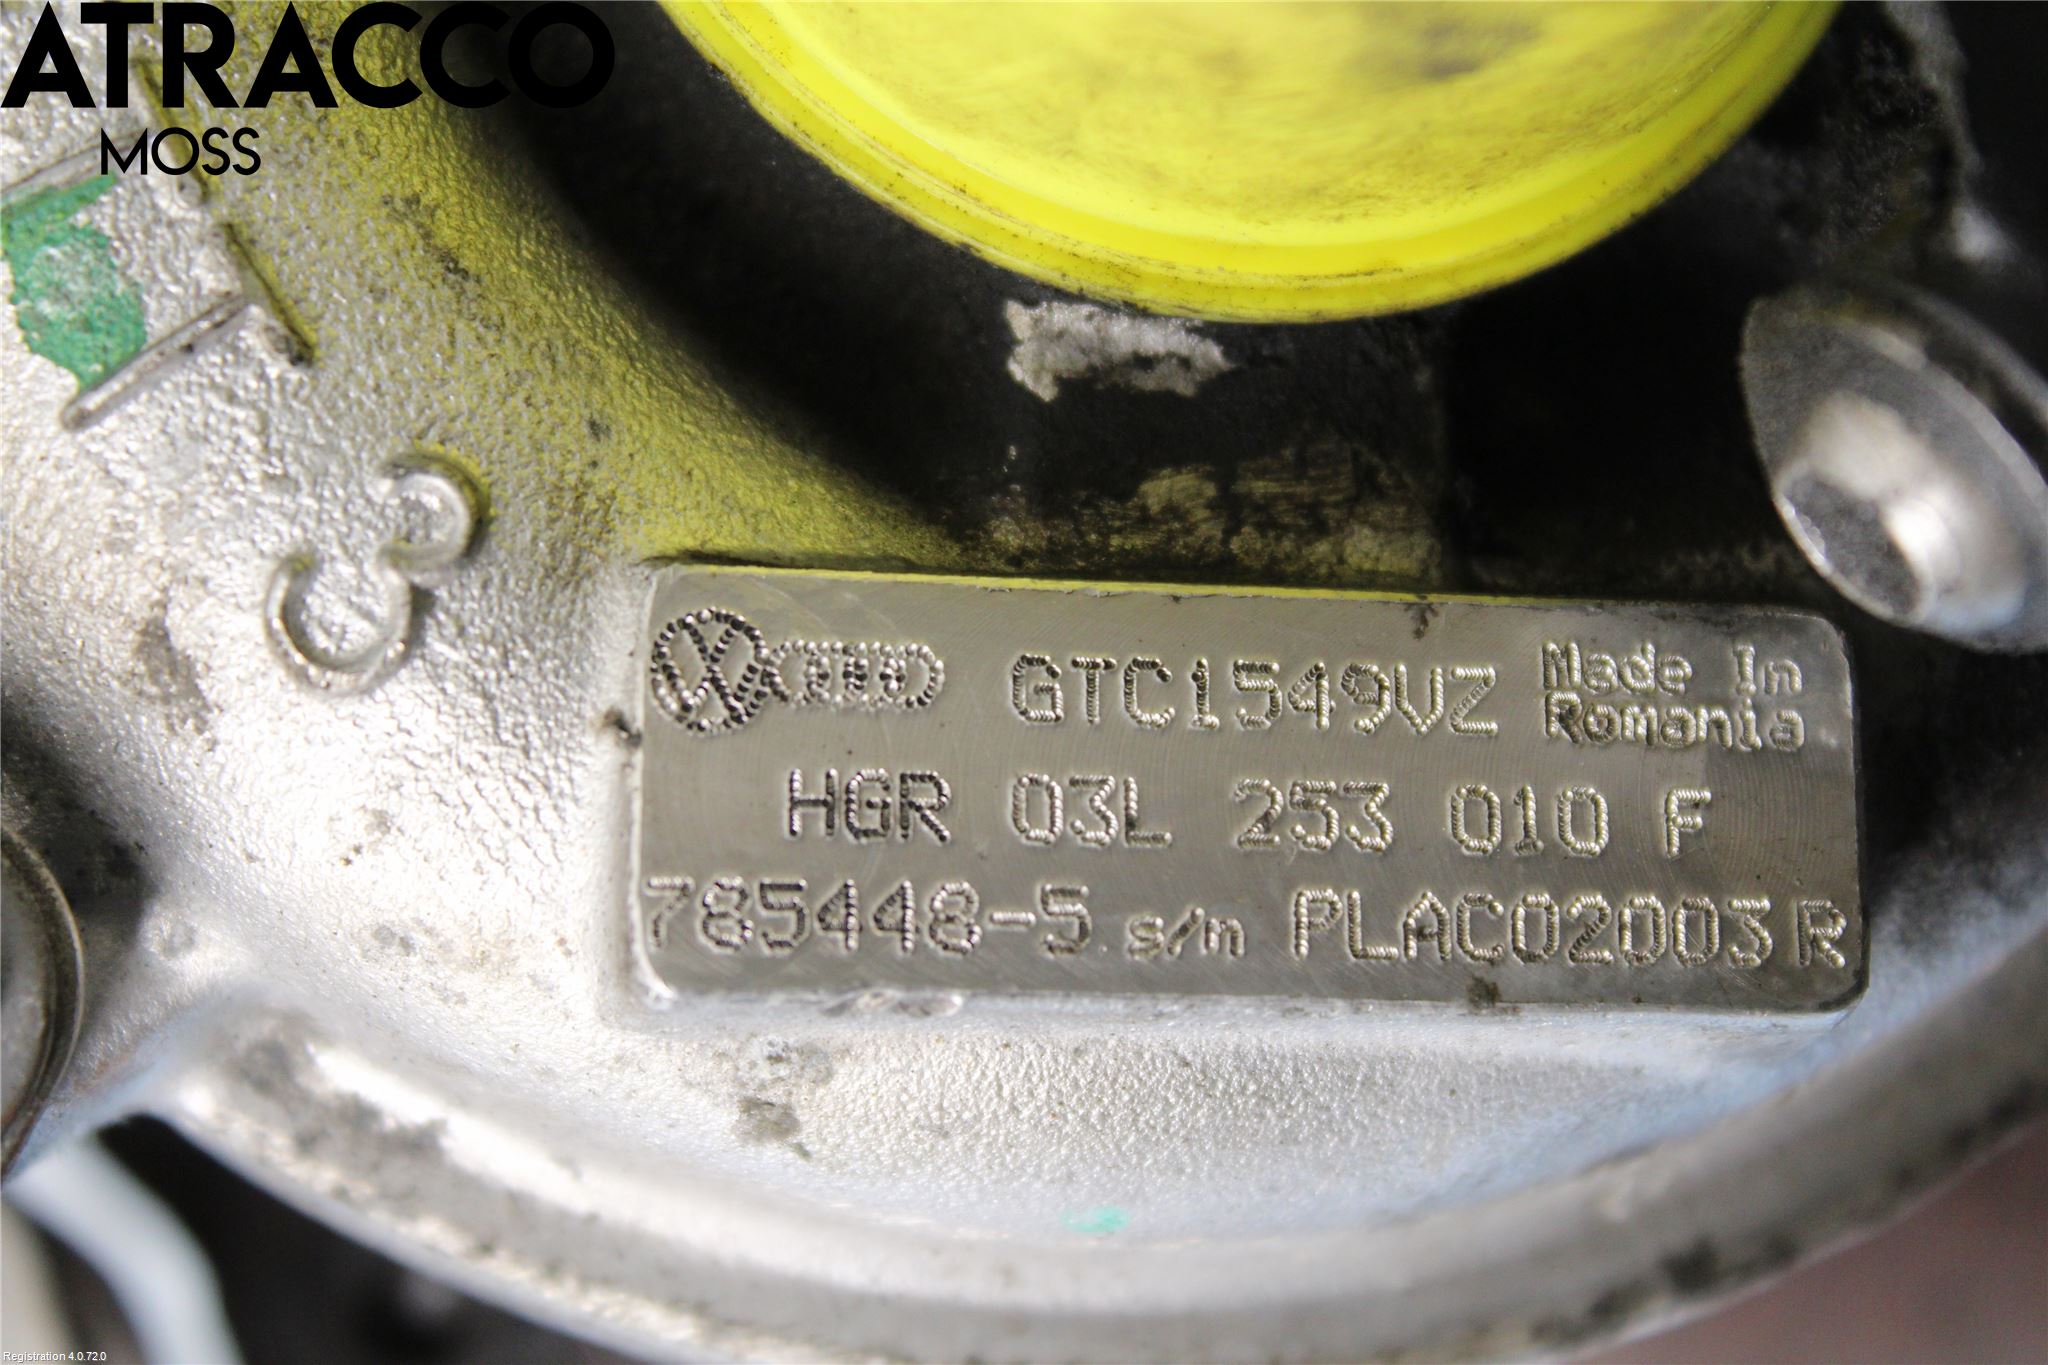 ATRACCO
MOSS
GTC1549VZ Made In
Romania
HGR 03L 253 010 F
785448-5 s/n PLAC02003 R
Registration 4.0.72.0